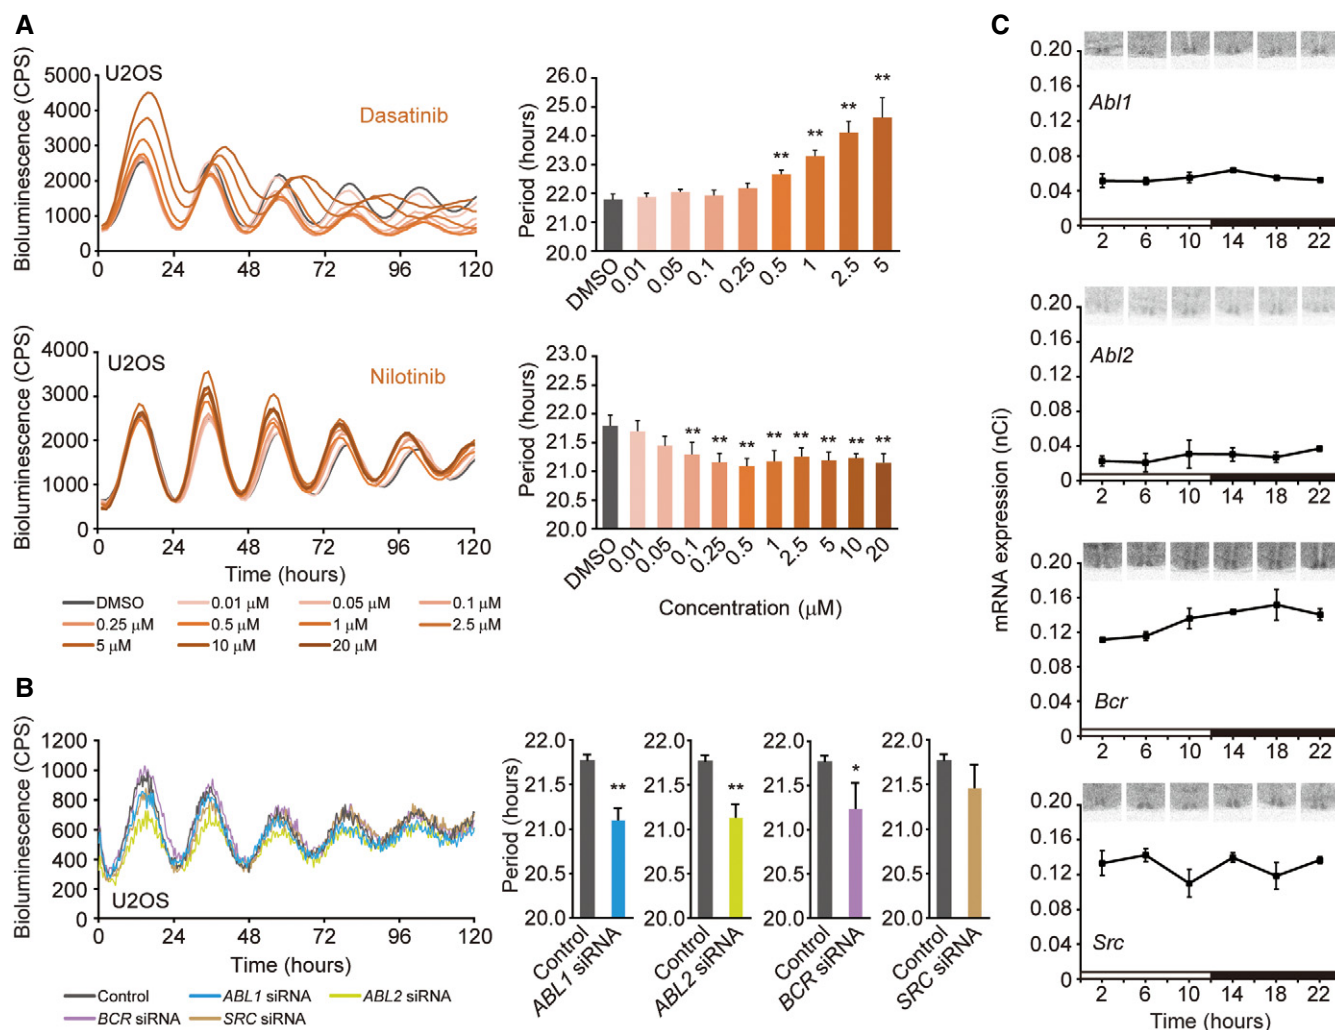 A
U2OS
Dasatinib
Bioluminescence (CPS)
5000
4000
3000
2000
1000
0
0 24 48 72 96 120
Period (hours)
26.0
25.0
24.0
23.0
22.0
21.0
20.0
** ** ** **
DMSO 0.01 0.05 0.1 0.25 0.5 1 2.5 5
U2OS
Nilotinib
Bioluminescence (CPS)
4000
3000
2000
1000
0
0 24 48 72 96 120
Time (hours)
Period (hours)
23.0
22.5
22.0
21.5
21.0
20.5
20.0
** ** ** ** ** ** ** **
DMSO 0.01 0.05 0.1 0.25 0.5 1 2.5 5 10 20
Concentration (µM)
DMSO 0.01 µM 0.05 µM 0.1 µM
0.25 µM 0.5 µM 1 µM 2.5 µM
5 µM 10 µM 20 µM
B
Bioluminescence (CPS)
1200
1000
800
600
400
200
0
U2OS
0 24 48 72 96 120
Time (hours)
Control ABL1 siRNA ABL2 siRNA
BCR siRNA SRC siRNA
Period (hours)
22.0
21.5
21.0
20.5
20.0
**
Control ABL1 siRNA
22.0
21.5
21.0
20.5
20.0
**
Control ABL2 siRNA
22.0
21.5
21.0
20.5
20.0
*
Control BCR siRNA
22.0
21.5
21.0
20.5
20.0
Control SRC siRNA
C
mRNA expression (nCi)
0.20
0.16
0.12
0.08
0.04
0
Abl1
2 6 10 14 18 22
0.20
0.16
0.12
0.08
0.04
0
Abl2
2 6 10 14 18 22
0.20
0.16
0.12
0.08
0.04
0
Bcr
2 6 10 14 18 22
0.20
0.16
0.12
0.08
0.04
0
Src
2 6 10 14 18 22
Time (hours)